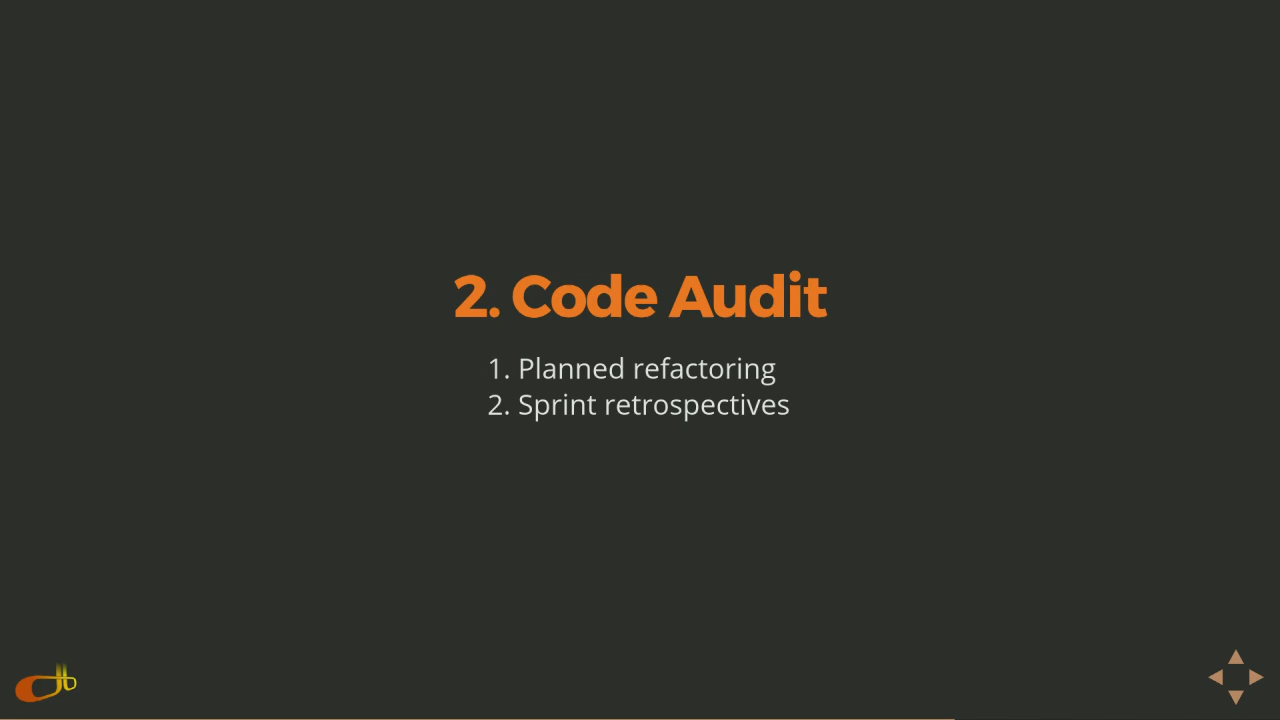 2. Code Audit
1. Planned refactoring
2. Sprint retrospectives